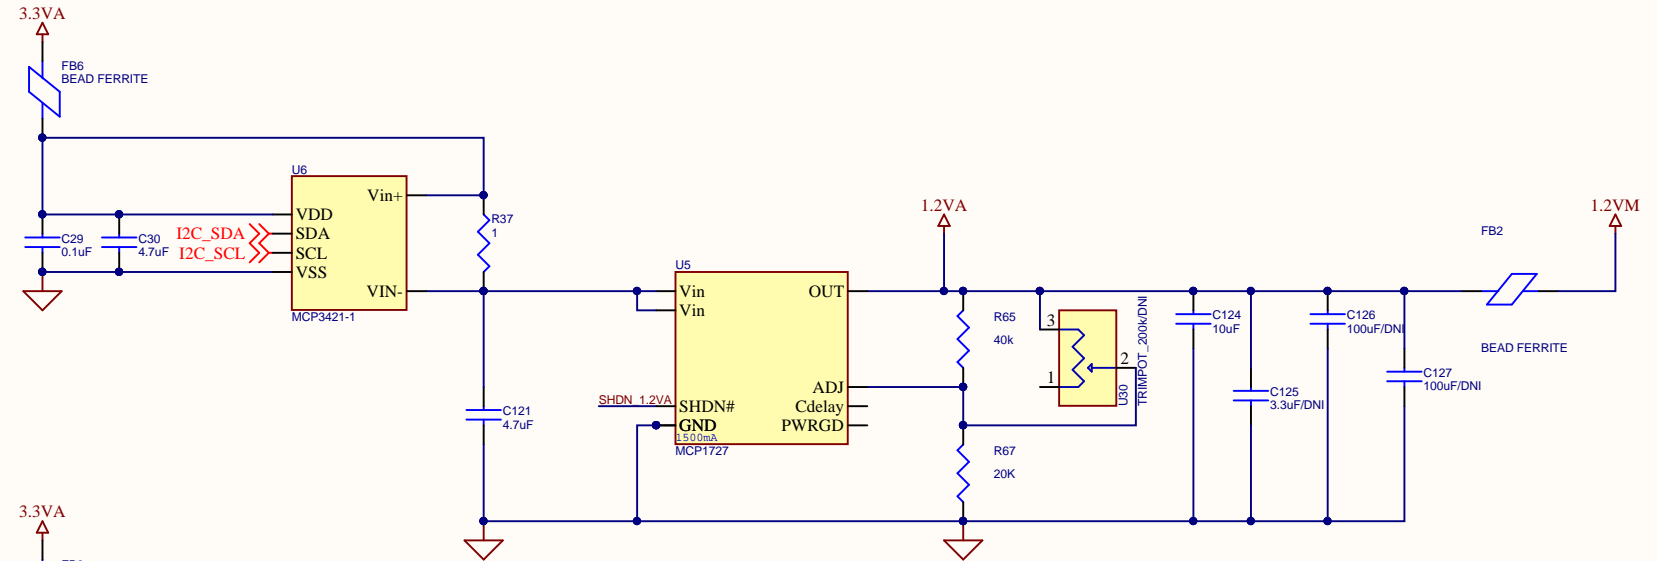 3.3VA
FB6
BEAD FERRITE
U6
Vin+
VDD
SDA
SCL
VSS
VIN-
MCP3421-1
I2C_SDA
I2C_SCL
C29
0.1uF
C30
4.7uF
R37
1
C121
4.7uF
U5
Vin
Vin
OUT
ADJ
SHDN#
Cdelay
GND
PWRGD
1500mA
MCP1727
SHDN_1.2VA
1.2VA
R65
40k
R67
20K
3
2
1
U30
TRIMPOT_200k/DNI
C124
10uF
C125
3.3uF/DNI
C126
100uF/DNI
C127
100uF/DNI
FB2
BEAD FERRITE
1.2VM
3.3VA